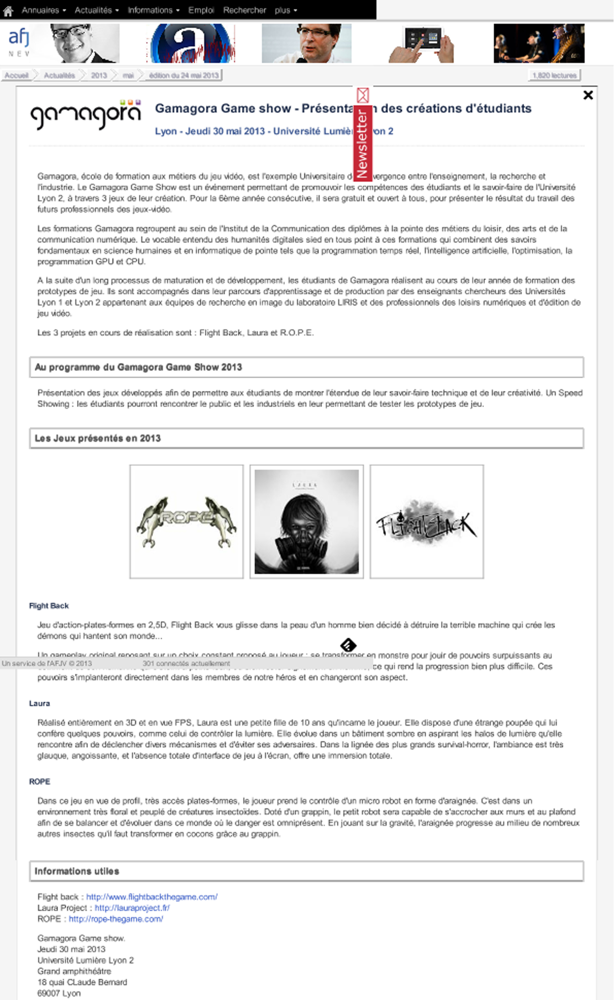 Annuaires Actualités Informations Emploi Rechercher plus
afj
NEV
Accueil Actualités 2013 mai édition du 24 mai 2013 1,820 lectures
gamagora
Gamagora Game show - Présenta n des créations d'étudiants
Lyon - Jeudi 30 mai 2013 - Université Lumiè on 2
Newsletter
Gamagora, école de formation aux métiers du jeu vidéo, est l'exemple Universitaire d vergence entre l'enseignement, la recherche et
l'industrie. Le Gamagora Game Show est un événement permettant de promouvoir les compétences des étudiants et le savoir-faire de l'Université
Lyon 2, à travers 3 jeux de leur création. Pour la 6ème année consécutive, il sera gratuit et ouvert à tous, pour présenter le résultat du travail des
futurs professionnels des jeux-vidéo.
Les formations Gamagora regroupent au sein de l'Institut de la Communication des diplômes à la pointe des métiers du loisir, des arts et de la
communication numérique. Le vocable entendu des humanités digitales sied en tous point à ces formations qui combinent des savoirs
fondamentaux en science humaines et en informatique de pointe tels que la programmation temps réel, l'intelligence artificielle, l'optimisation, la
programmation GPU et CPU.
A la suite d'un long processus de maturation et de développement, les étudiants de Gamagora réalisent au cours de leur année de formation des
prototypes de jeu. Ils sont accompagnés dans leur parcours d'apprentissage et de production par des enseignants chercheurs des Universités
Lyon 1 et Lyon 2 appartenant aux équipes de recherche en image du laboratoire LIRIS et des professionnels des loisirs numériques et d'édition de
jeu vidéo.
Les 3 projets en cours de réalisation sont : Flight Back, Laura et R.O.P.E.
Au programme du Gamagora Game Show 2013
Présentation des jeux développés afin de permettre aux étudiants de montrer l'étendue de leur savoir-faire technique et de leur créativité. Un Speed
Showing : les étudiants pourront rencontrer le public et les industriels en leur permettant de tester les prototypes de jeu.
Les Jeux présentés en 2013
ROPE
LAURA
FLIGHT BACK
Flight Back
Jeu d'action-plates-formes en 2,5D, Flight Back vous glisse dans la peau d'un homme bien décidé à détruire la terrible machine qui crée les
démons qui hantent son monde...
Un gameplay original reposant sur un choix constant proposé au joueur : se transformer en monstre pour jouir de pouvoirs surpuissants au
Un service de l'AFJV © 2013 301 connectés actuellement
ce qui rend la progression bien plus difficile. Ces
pouvoirs s'implanteront directement dans les membres de notre héros et en changeront son aspect.
Laura
Réalisé entièrement en 3D et en vue FPS, Laura est une petite fille de 10 ans qu'incarne le joueur. Elle dispose d'une étrange poupée qui lui
confère quelques pouvoirs, comme celui de contrôler la lumière. Elle évolue dans un bâtiment sombre en aspirant les halos de lumière qu'elle
rencontre afin de déclencher divers mécanismes et d'éviter ses adversaires. Dans la lignée des plus grands survival-horror, l'ambiance est très
glauque, angoissante, et l'absence totale d'interface de jeu à l'écran, offre une immersion totale.
ROPE
Dans ce jeu en vue de profil, très accès plates-formes, le joueur prend le contrôle d'un micro robot en forme d'araignée. C'est dans un
environnement très floral et peuplé de créatures insectoïdes. Doté d'un grappin, le petit robot sera capable de s'accrocher aux murs et au plafond
afin de se balancer et d'évoluer dans ce monde où le danger est omniprésent. En jouant sur la gravité, l'araignée progresse au milieu de nombreux
autres insectes qu'il faut transformer en cocons grâce au grappin.
Informations utiles
Flight back : http://www.flightbackthegame.com/
Laura Project : http://lauraproject.fr/
ROPE : http://rope-thegame.com/
Gamagora Game show.
Jeudi 30 mai 2013
Université Lumière Lyon 2
Grand amphithéâtre
18 quai CLaude Bernard
69007 Lyon